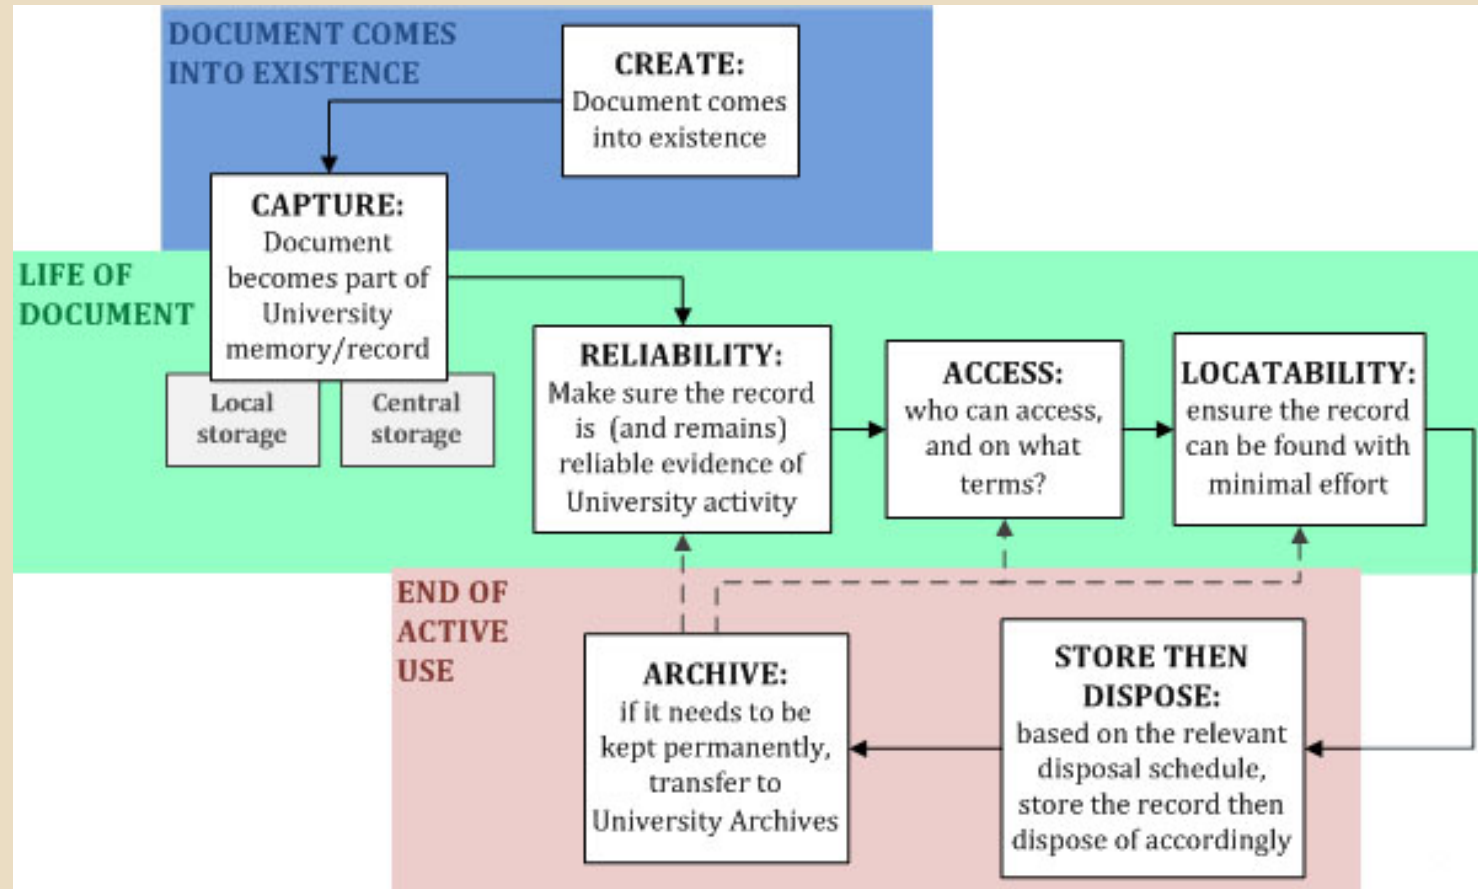 DOCUMENT COMES
INTO EXISTENCE
CREATE:
Document comes
into existence
CAPTURE:
Document
becomes part of
University
memory/record
Local
storage
Central
storage
LIFE OF
DOCUMENT
RELIABILITY:
Make sure the record
is (and remains)
reliable evidence of
University activity
ACCESS:
who can access,
and on what
terms?
LOCATABILITY:
ensure the record
can be found with
minimal effort
END OF
ACTIVE
USE
ARCHIVE:
if it needs to be
kept permanently,
transfer to
University Archives
STORE THEN
DISPOSE:
based on the relevant
disposal schedule,
store the record then
dispose of accordingly